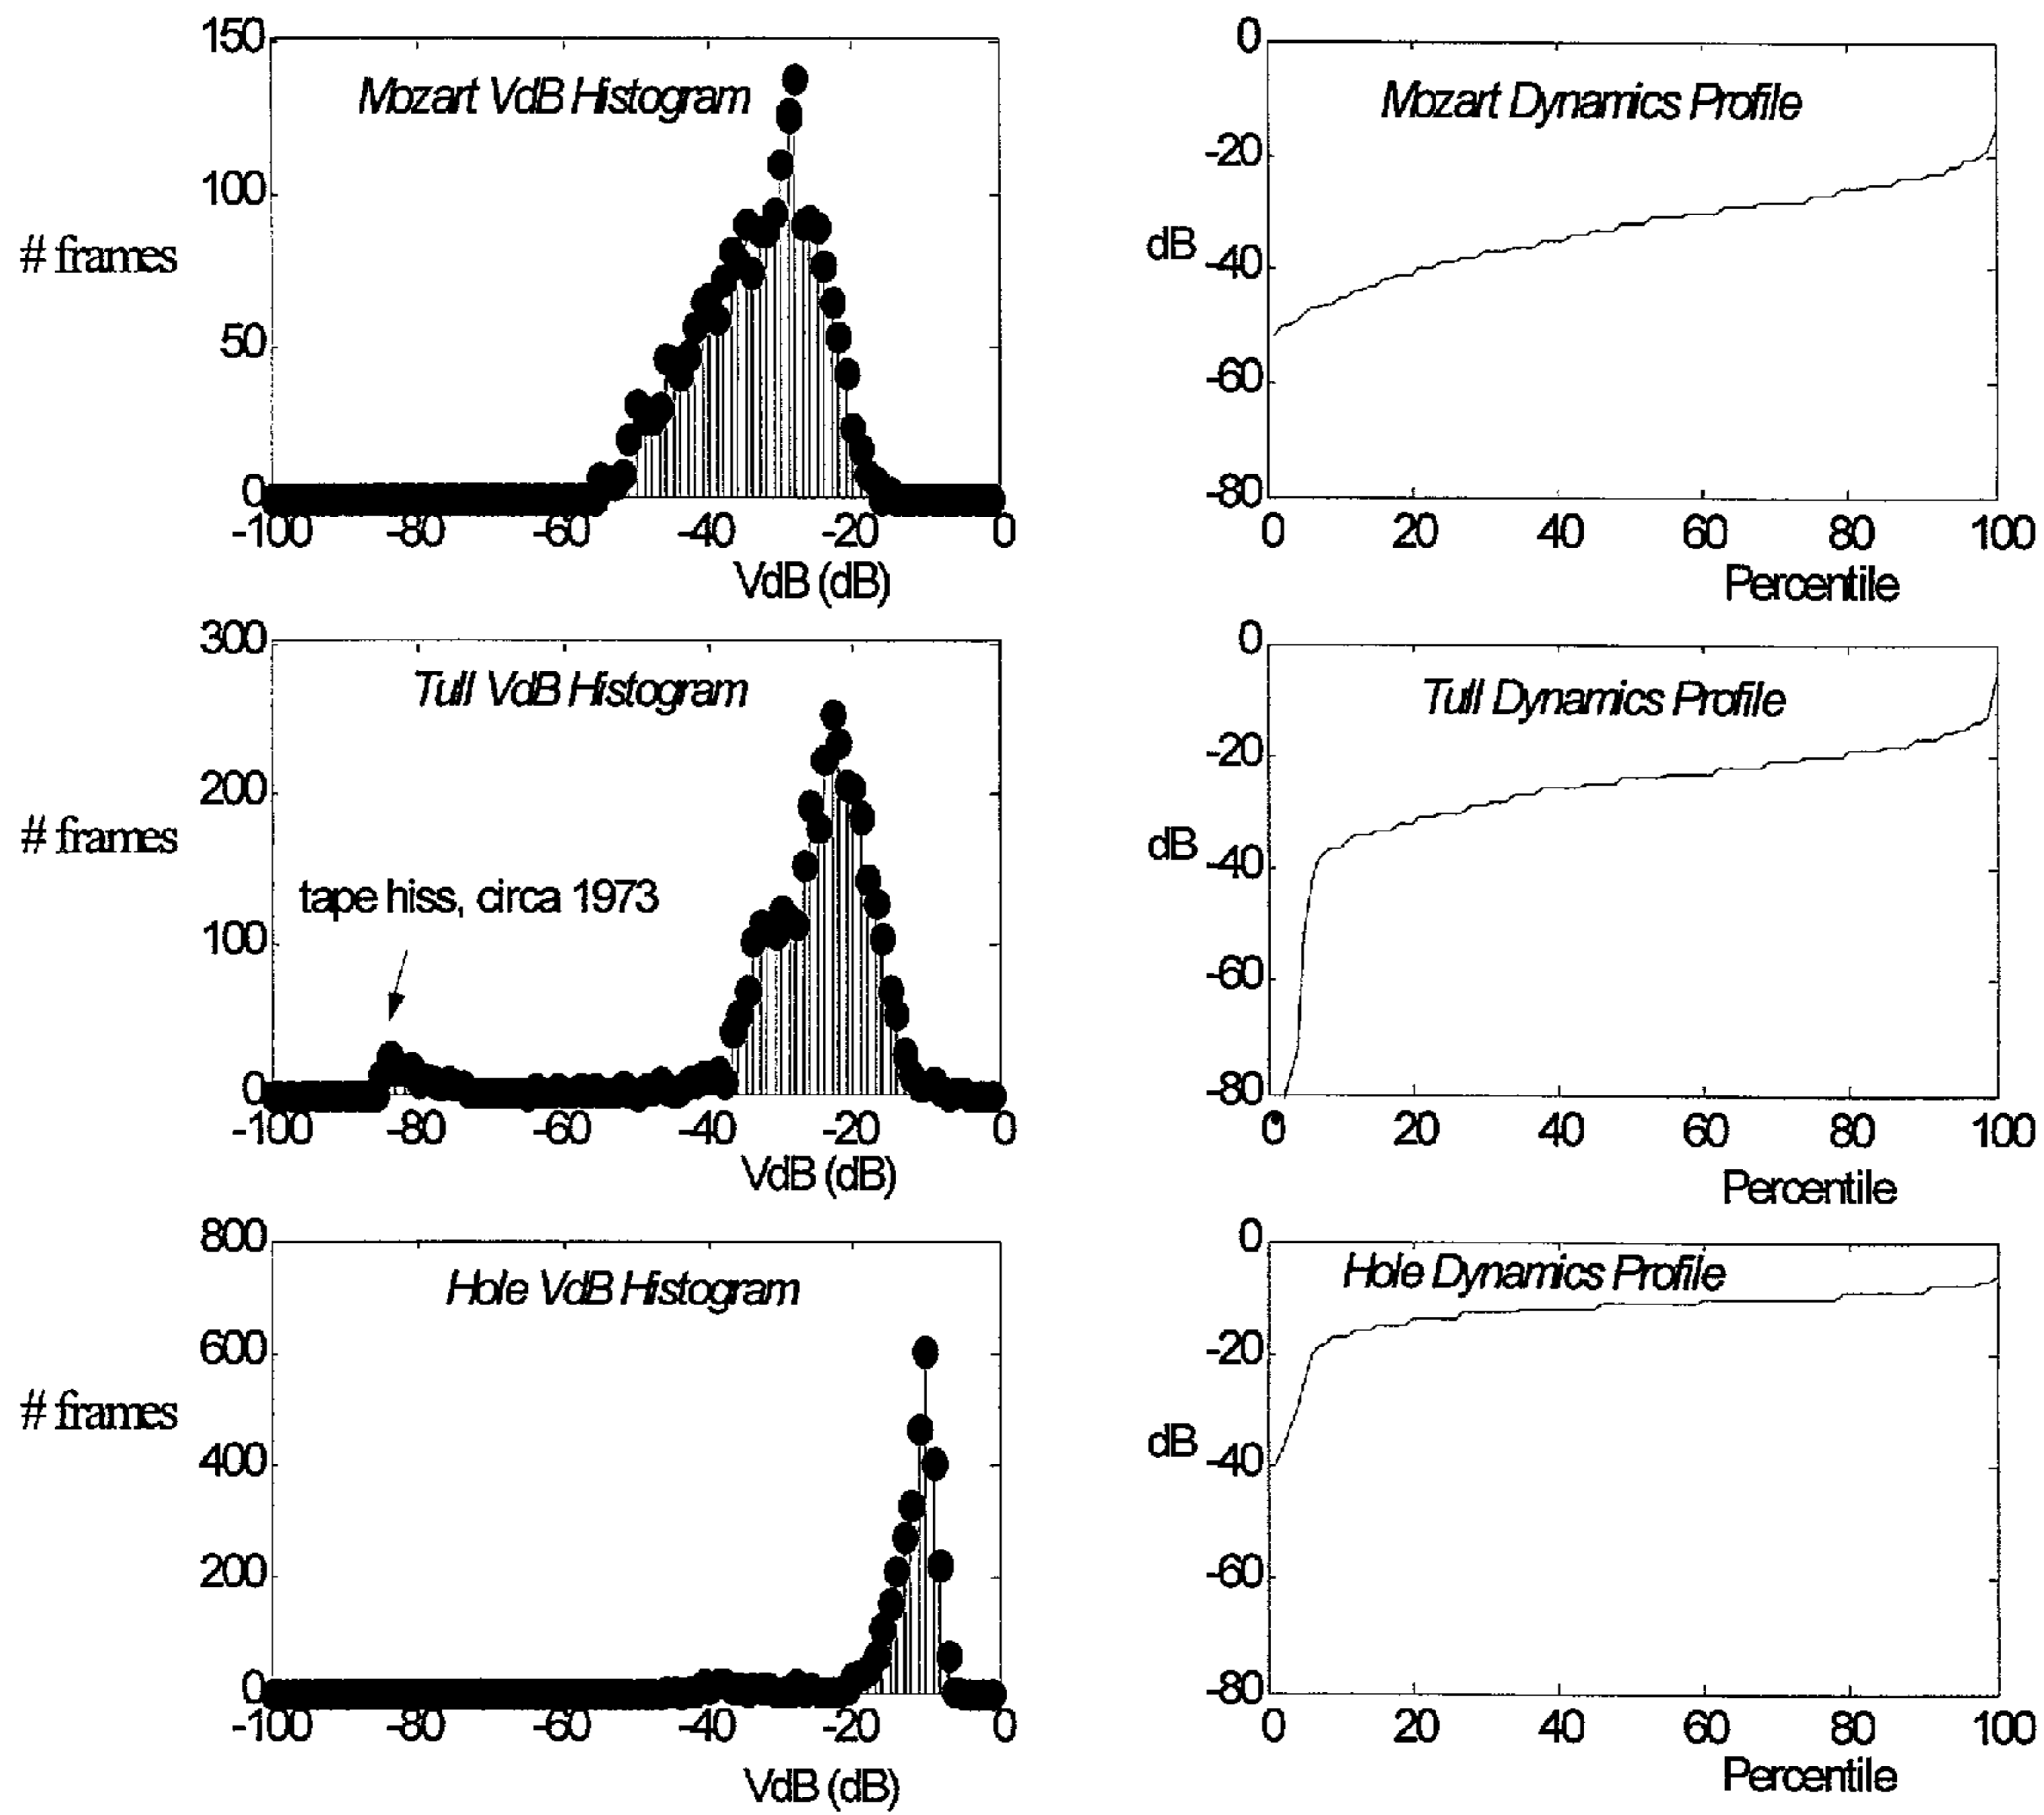 Mozart VdB Histogram
150
100
50
0
# frames
-100 -80 -60 -40 -20 0
VdB (dB)
Mozart Dynamics Profile
0
-20
-40
-60
-80
dB
0 20 40 60 80 100
Percentile
Tull VdB Histogram
300
200
100
0
# frames
tape hiss, circa 1973
-100 -80 -60 -40 -20 0
VdB (dB)
Tull Dynamics Profile
0
-20
-40
-60
-80
dB
0 20 40 60 80 100
Percentile
Hole VdB Histogram
800
600
400
200
0
# frames
-100 -80 -60 -40 -20 0
VdB (dB)
Hole Dynamics Profile
0
-20
-40
-60
-80
dB
0 20 40 60 80 100
Percentile